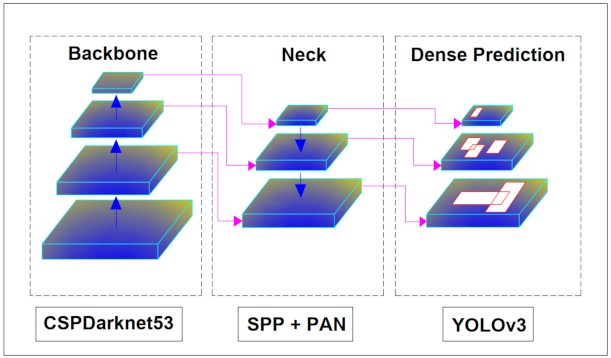 Backbone
Neck
Dense Prediction
CSPDarknet53
SPP + PAN
YOLOv3